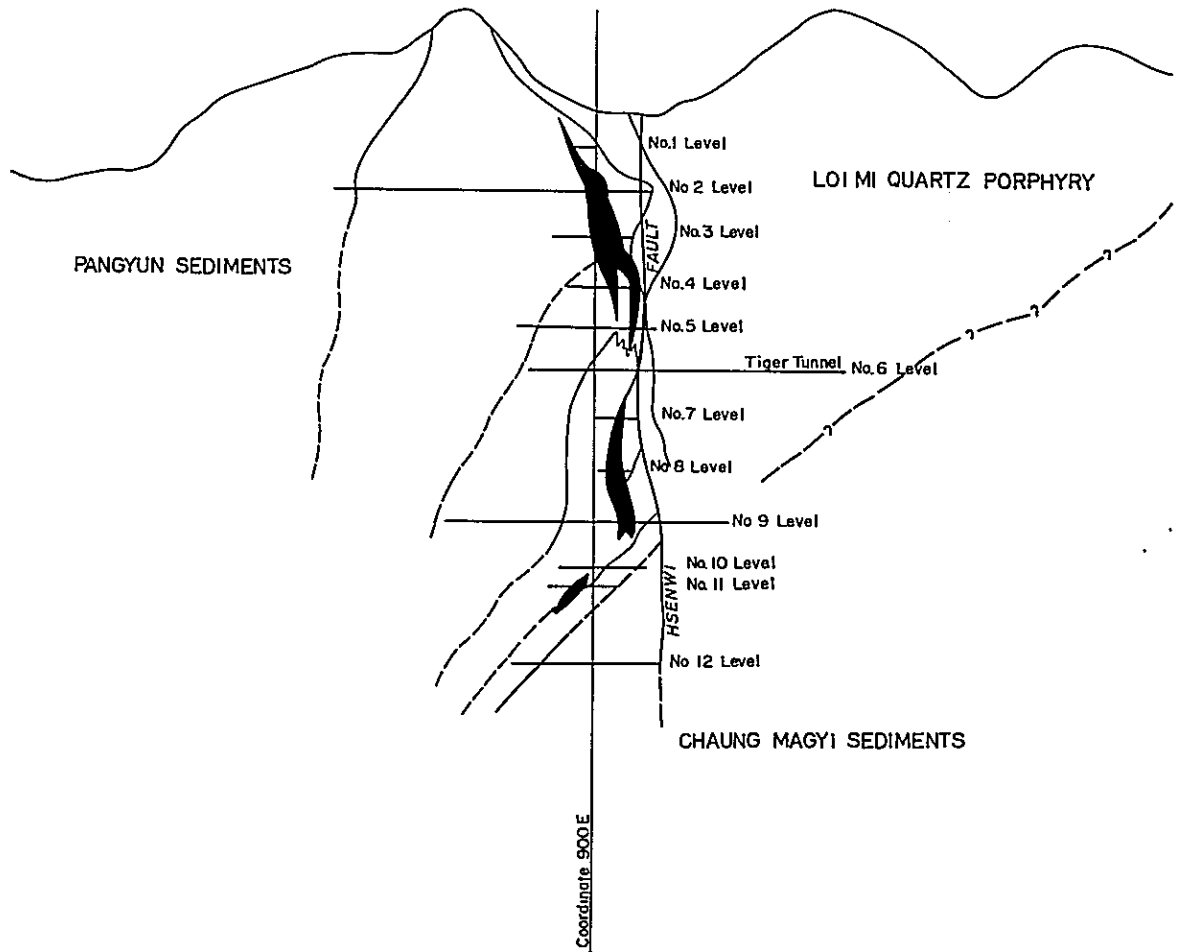 No.1 Level
LOI MI QUARTZ PORPHYRY
No 2 Level
No.3 Level
FAULT
PANGYUN SEDIMENTS
No.4 Level
No.5 Level
Tiger Tunnel
No.6 Level
No.7 Level
No 8 Level
No 9 Level
No.10 Level
No.11 Level
HSENWI
No 12 Level
CHAUNG MAGYI SEDIMENTS
Coordinate 900E
?
?
?
?